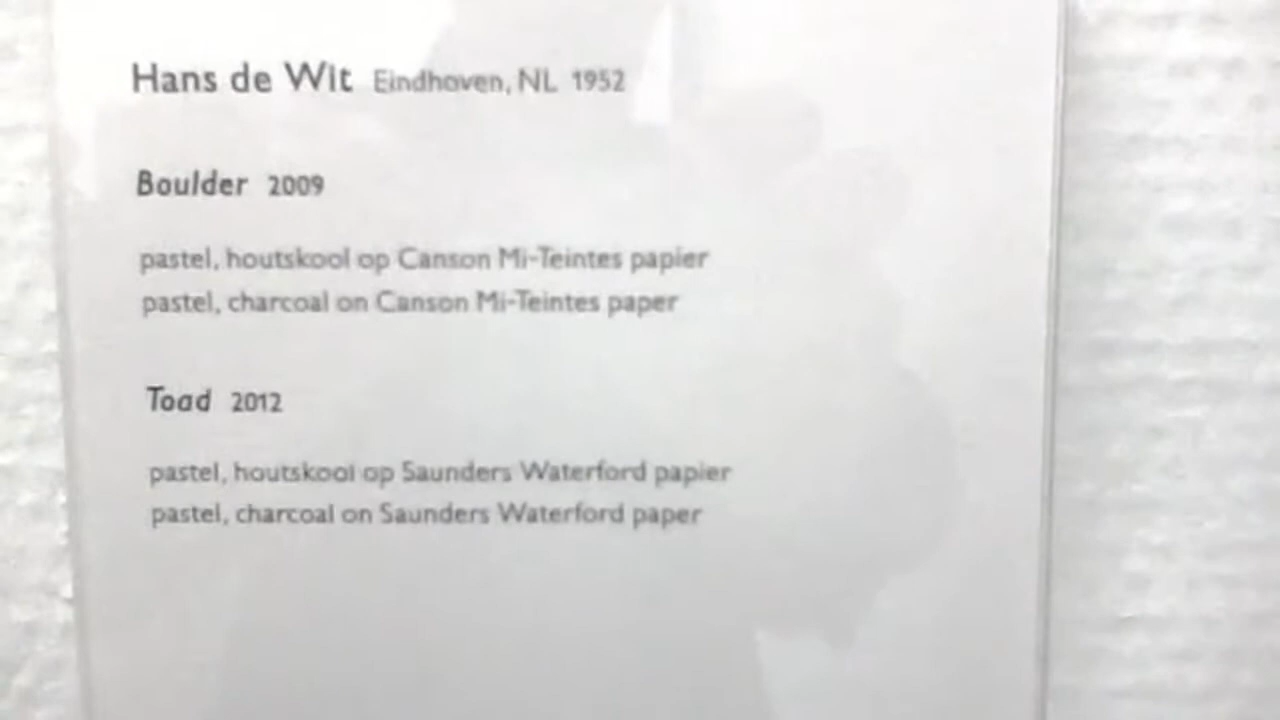 Hans de Wit Eindhoven, NL 1952
Boulder 2009
pastel, houtskool op Canson Mi-Teintes papier
pastel, charcoal on Canson Mi-Teintes paper
Toad 2012
pastel, houtskool op Saunders Waterford papier
pastel, charcoal on Saunders Waterford paper